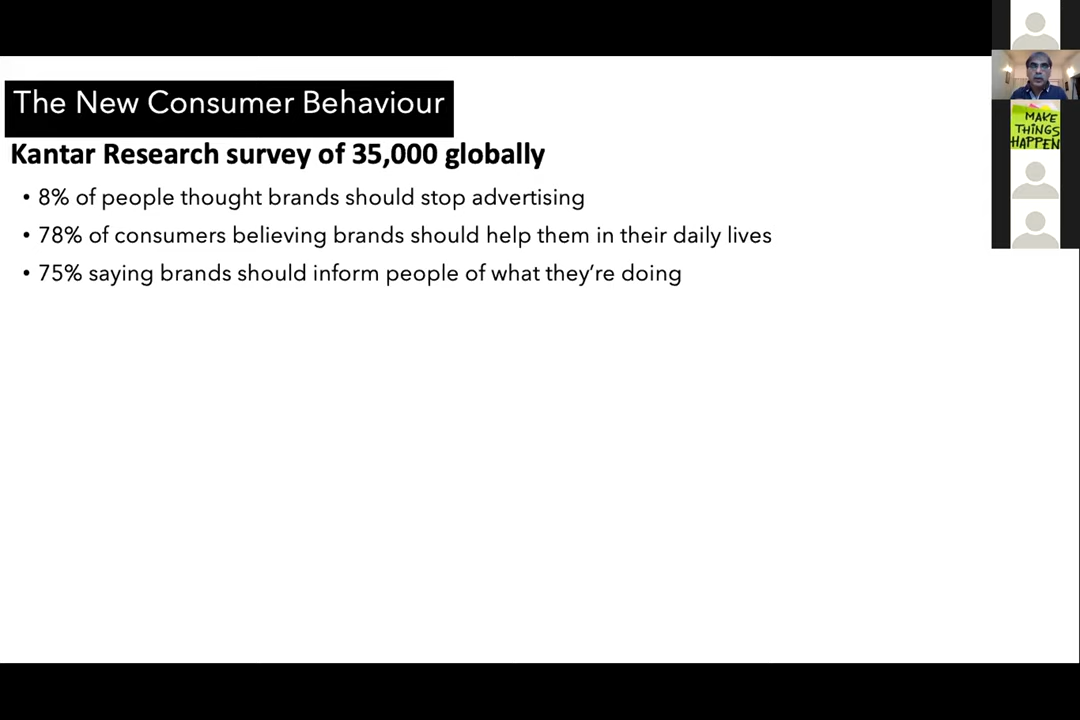 The New Consumer Behaviour
Kantar Research survey of 35,000 globally
• 8% of people thought brands should stop advertising
• 78% of consumers believing brands should help them in their daily lives
• 75% saying brands should inform people of what they’re doing
MAKE
THINGS
HAPPEN